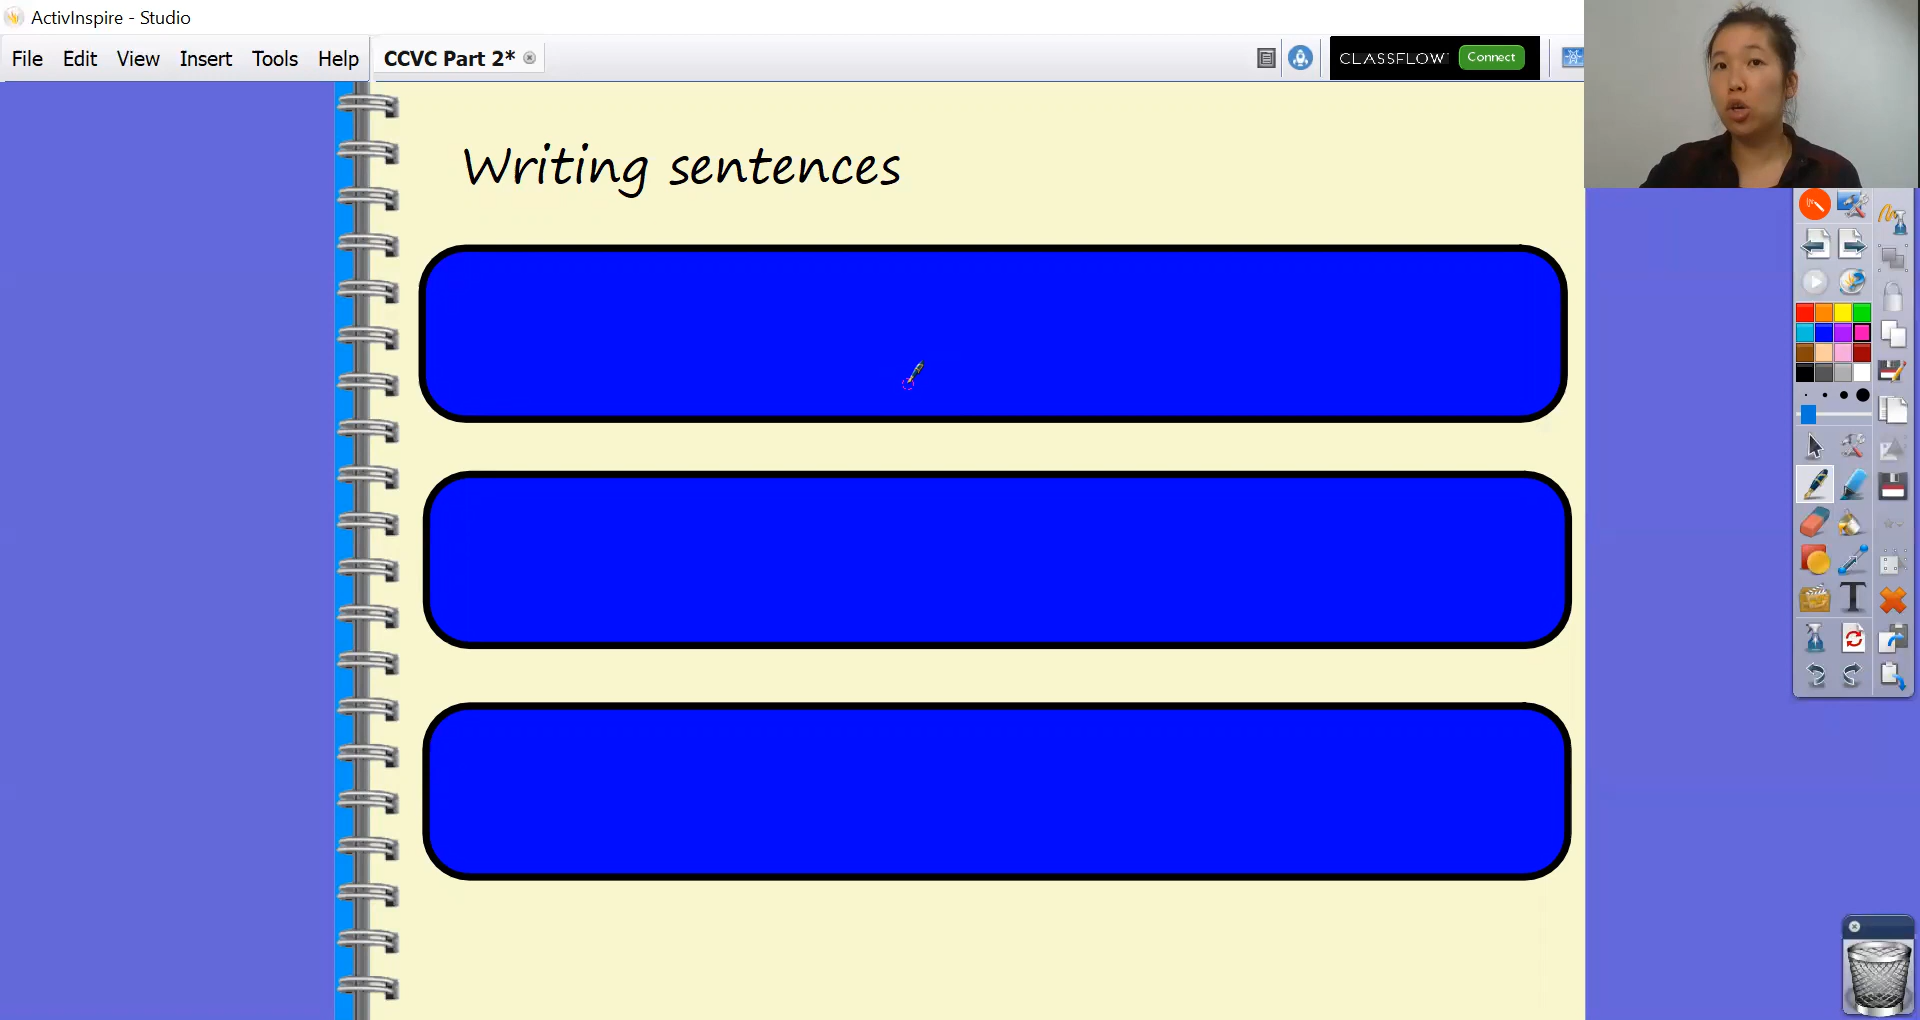 ActivInspire - Studio
File Edit View Insert Tools Help CCVC Part 2* CLASSFLOW Connect
Writing sentences
T